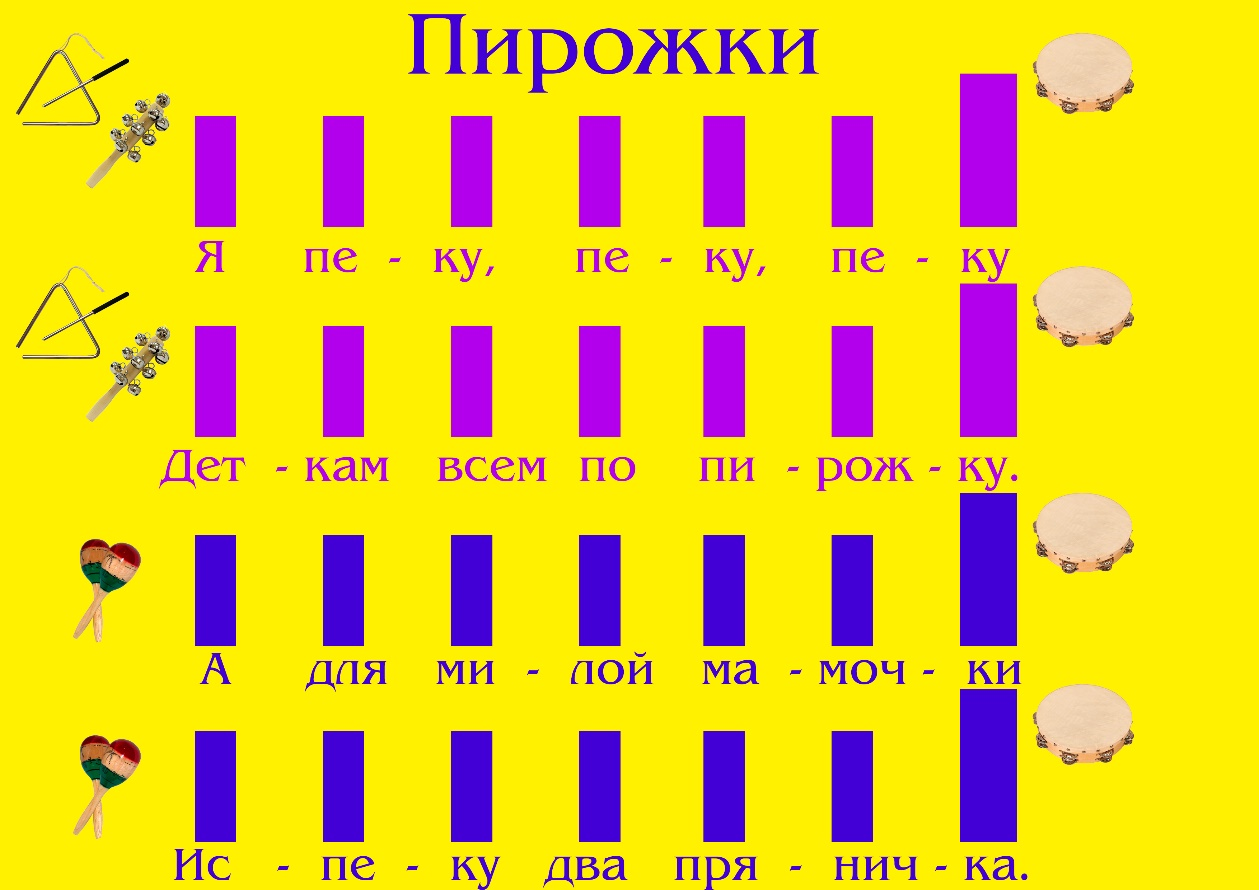 Пирожки
Я пе - ку, пе - ку, пе - ку
Дет - кам всем по пи - рож - ку.
А для ми - лой ма - моч - ки
Ис - пе - ку два пря - нич - ка.